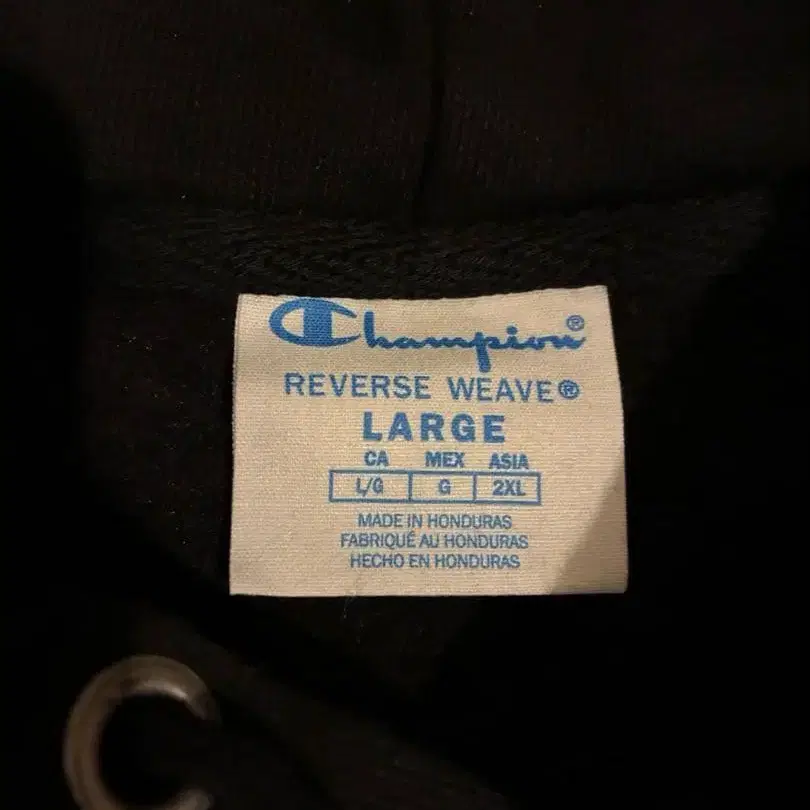 Champion®
REVERSE WEAVE®
LARGE
CA MEX ASIA
L/G G 2XL
MADE IN HONDURAS
FABRIQUÉ AU HONDURAS
HECHO EN HONDURAS